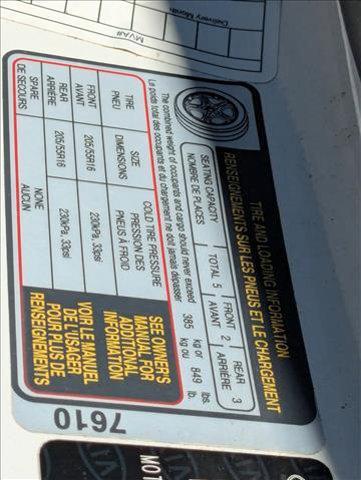 Delivery Month
MVA#
TIRE AND LOADING INFORMATION
RENSEIGNEMENTS SUR LES PNEUS ET LE CHARGEMENT
SEATING CAPACITY
NOMBRE DE PLACES
TOTAL 5
FRONT 2
AVANT
REAR 3
ARRIÈRE
The combined weight of occupants and cargo should never exceed 385 kg or 849 lbs.
Le poids total des occupants et du chargement ne doit jamais dépasser kg ou lb.
TIRE SIZE COLD TIRE PRESSURE
PNEU DIMENSIONS PRESSION DES
PNEUS À FROID
FRONT
AVANT
205/55R16 230kPa, 33psi
REAR
ARRIÈRE
205/55R16 230kPa, 33psi
SPARE
DE SECOURS
NONE
AUCUN
SEE OWNER'S
MANUAL FOR
ADDITIONAL
INFORMATION
VOIR LE MANUEL
DE L'USAGER
POUR PLUS DE
RENSEIGNEMENTS
7610